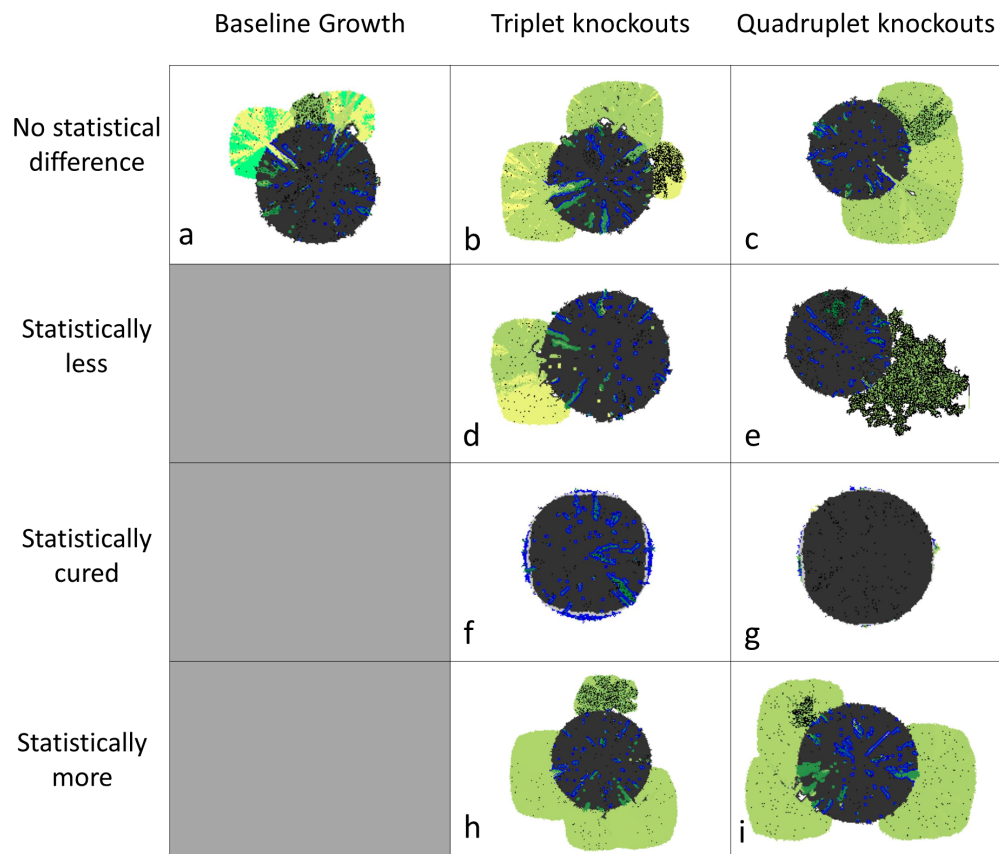 Baseline Growth
Triplet knockouts
Quadruplet knockouts
No statistical
difference
a
b
c
Statistically
less
d
e
Statistically
cured
f
g
Statistically
more
h
i